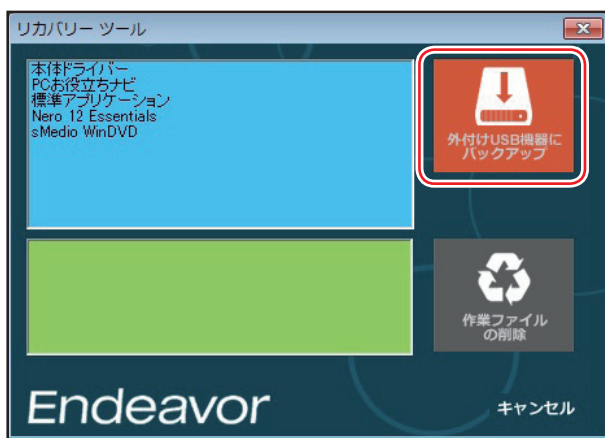 リカバリー ツール
本体ドライバー
PCお役立ちナビ
標準アプリケーション
Nero 12 Essentials
sMedio WinDVD
外付けUSB機器に
バックアップ
作業ファイル
の削除
Endeavor
キャンセル